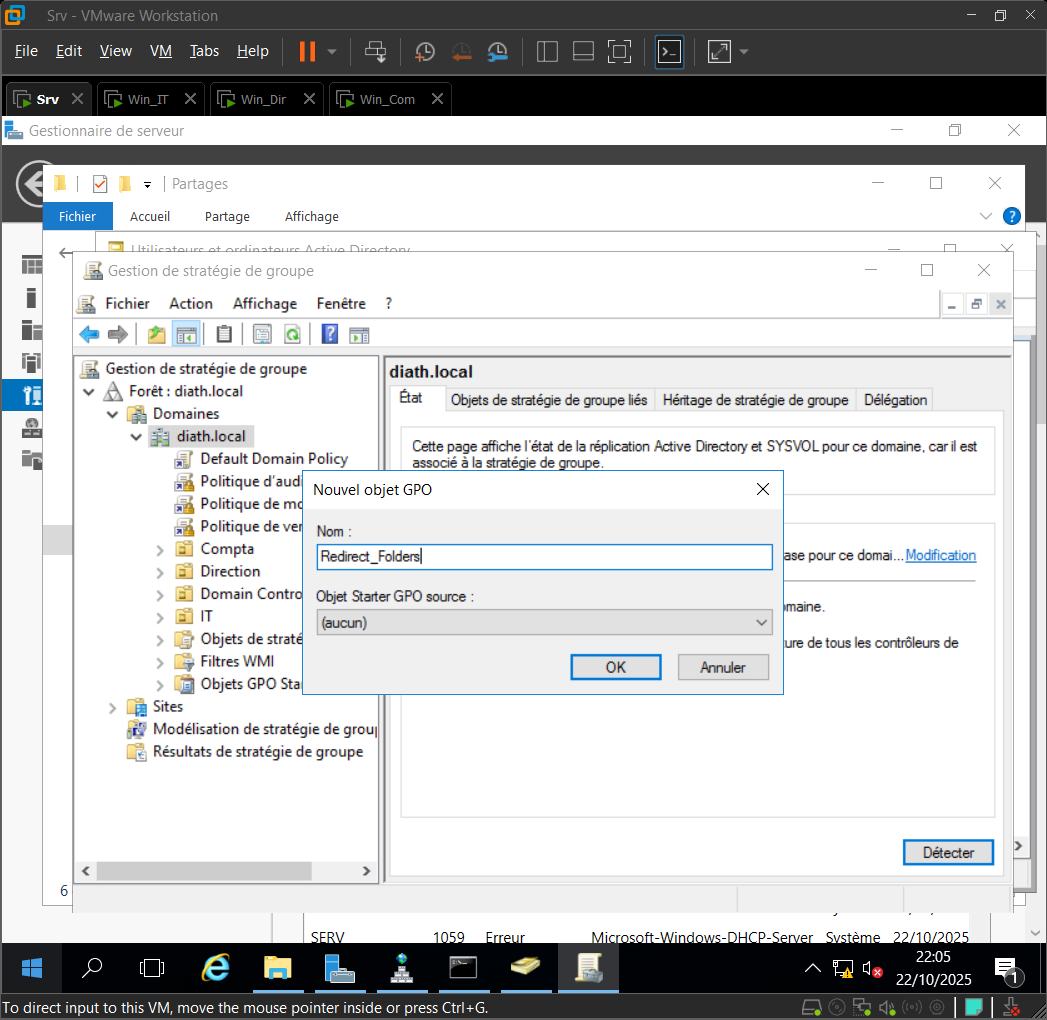 Srv - VMware Workstation
File Edit View VM Tabs Help
Srv Win_IT Win_Dir Win_Com
Gestionnaire de serveur
Partages
Fichier Accueil Partage Affichage
Utilisateurs et ordinateurs Active Directory
Gestion de stratégie de groupe
Fichier Action Affichage Fenêtre ?
Gestion de stratégie de groupe
Forêt : diath.local
Domaines
diath.local
Default Domain Policy
Politique d'audi
Politique de mo
Politique de ver
Compta
Direction
Domain Contro
IT
Objets de straté
Filtres WMI
Objets GPO Sta
Sites
Modélisation de stratégie de group
Résultats de stratégie de groupe
diath.local
État Objets de stratégie de groupe liés Héritage de stratégie de groupe Délégation
Cette page affiche l'état de la réplication Active Directory et SYSVOL pour ce domaine, car il est
associé à la stratégie de groupe.
ase pour ce domai... Modification
maine.
ure de tous les contrôleurs de
Détecter
Nouvel objet GPO
Nom :
Redirect_Folders
Objet Starter GPO source :
(aucun)
OK Annuler
6
SERV 1059 Erreur Microsoft-Windows-DHCP-Server Système 22/10/2025
22:05
22/10/2025
1
To direct input to this VM, move the mouse pointer inside or press Ctrl+G.